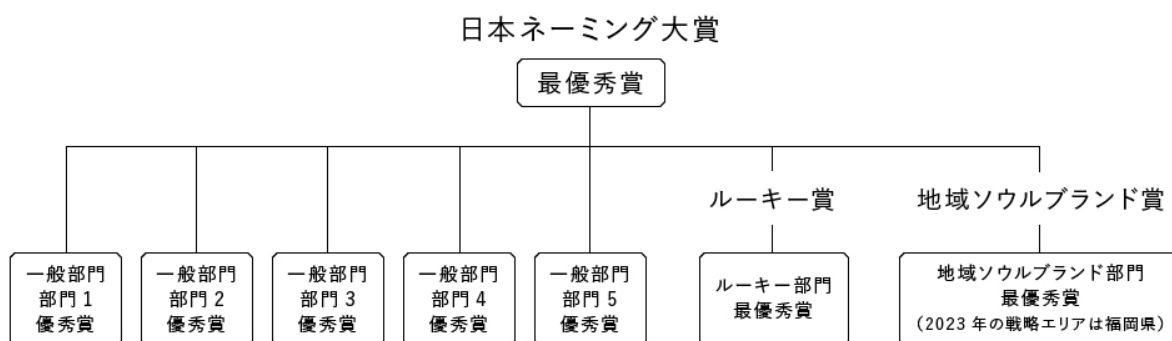 日本ネーミング大賞
最優秀賞
ルーキー賞
地域ソウルブランド賞
一般部門
部門1
優秀賞
一般部門
部門2
優秀賞
一般部門
部門3
優秀賞
一般部門
部門4
優秀賞
一般部門
部門5
優秀賞
ルーキー部門
最優秀賞
地域ソウルブランド部門
最優秀賞
(2023年の戦略エリアは福岡県)